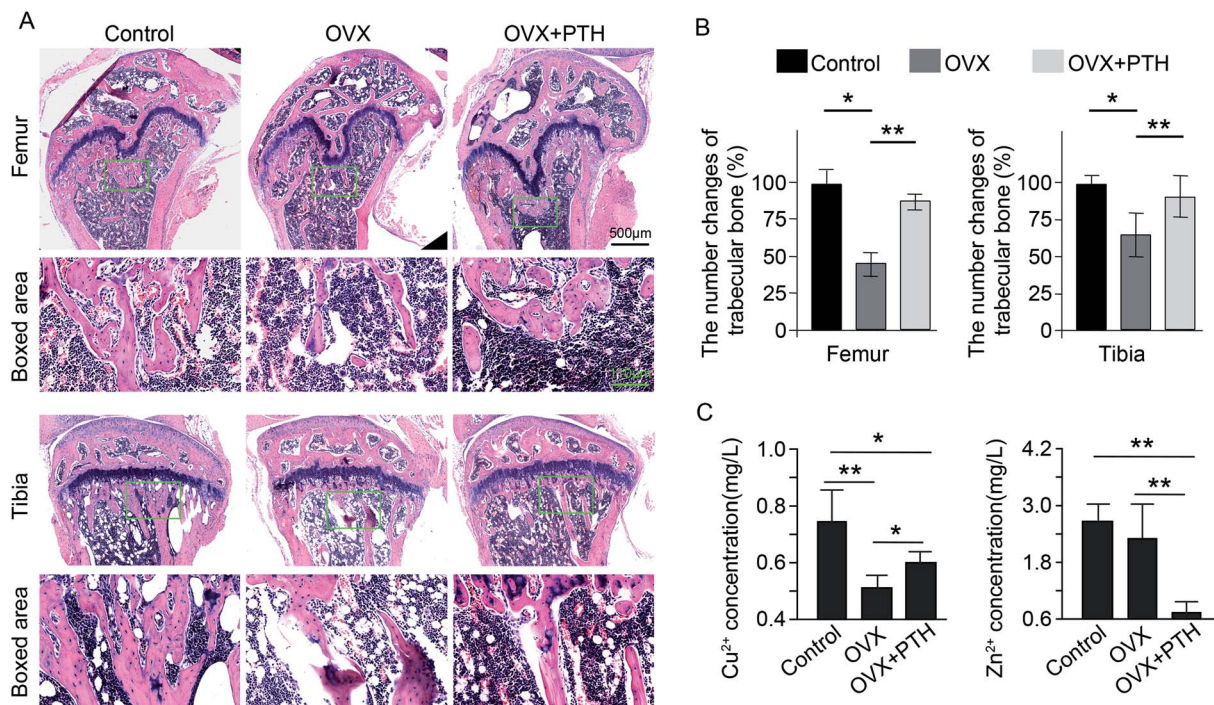 A
Control OVX OVX+PTH
Femur
500μm
Boxed area
110μm
Tibia
Boxed area
B
Control OVX OVX+PTH
The number changes of
trabecular bone (%)
100
75
50
25
0
*
**
Femur
The number changes of
trabecular bone (%)
100
75
50
25
0
*
**
Tibia
C
Cu²⁺ concentration(mg/L)
1.0
0.8
0.6
0.4
*
**
*
Control
OVX
OVX+PTH
Zn²⁺ concentration(mg/L)
4.2
3.0
1.8
0.6
**
**
Control
OVX
OVX+PTH